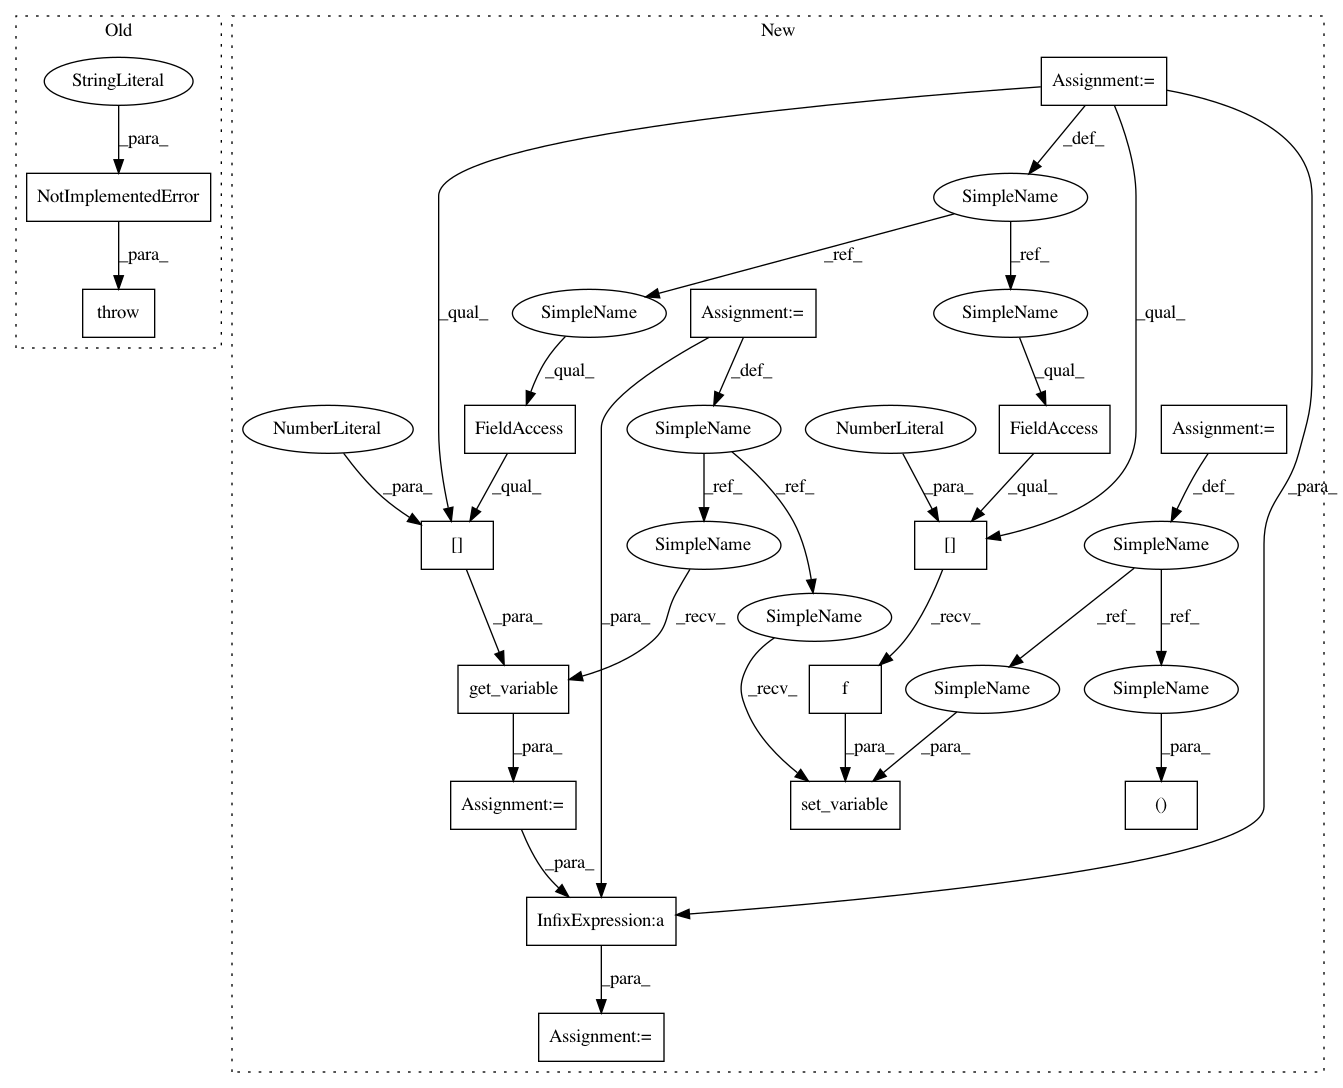 Old
New
StringLiteral
Assignment:=
_para_
_def_
NotImplementedError
SimpleName
_para_
_ref_
_ref_
throw
_qual_
SimpleName
Assignment:=
SimpleName
_qual_
_qual_
_def_
_qual_
NumberLiteral
FieldAccess
SimpleName
NumberLiteral
FieldAccess
Assignment:=
_para_
_qual_
_ref_
_ref_
_para_
_qual_
_def_
_para_
[]
SimpleName
[]
SimpleName
_para_
_recv_
_para_
SimpleName
_recv_
_ref_
_ref_
get_variable
_recv_
f
SimpleName
SimpleName
_para_
_para_
_para_
_para_
Assignment:=
set_variable
()
_para_
InfixExpression:a
_para_
Assignment:=